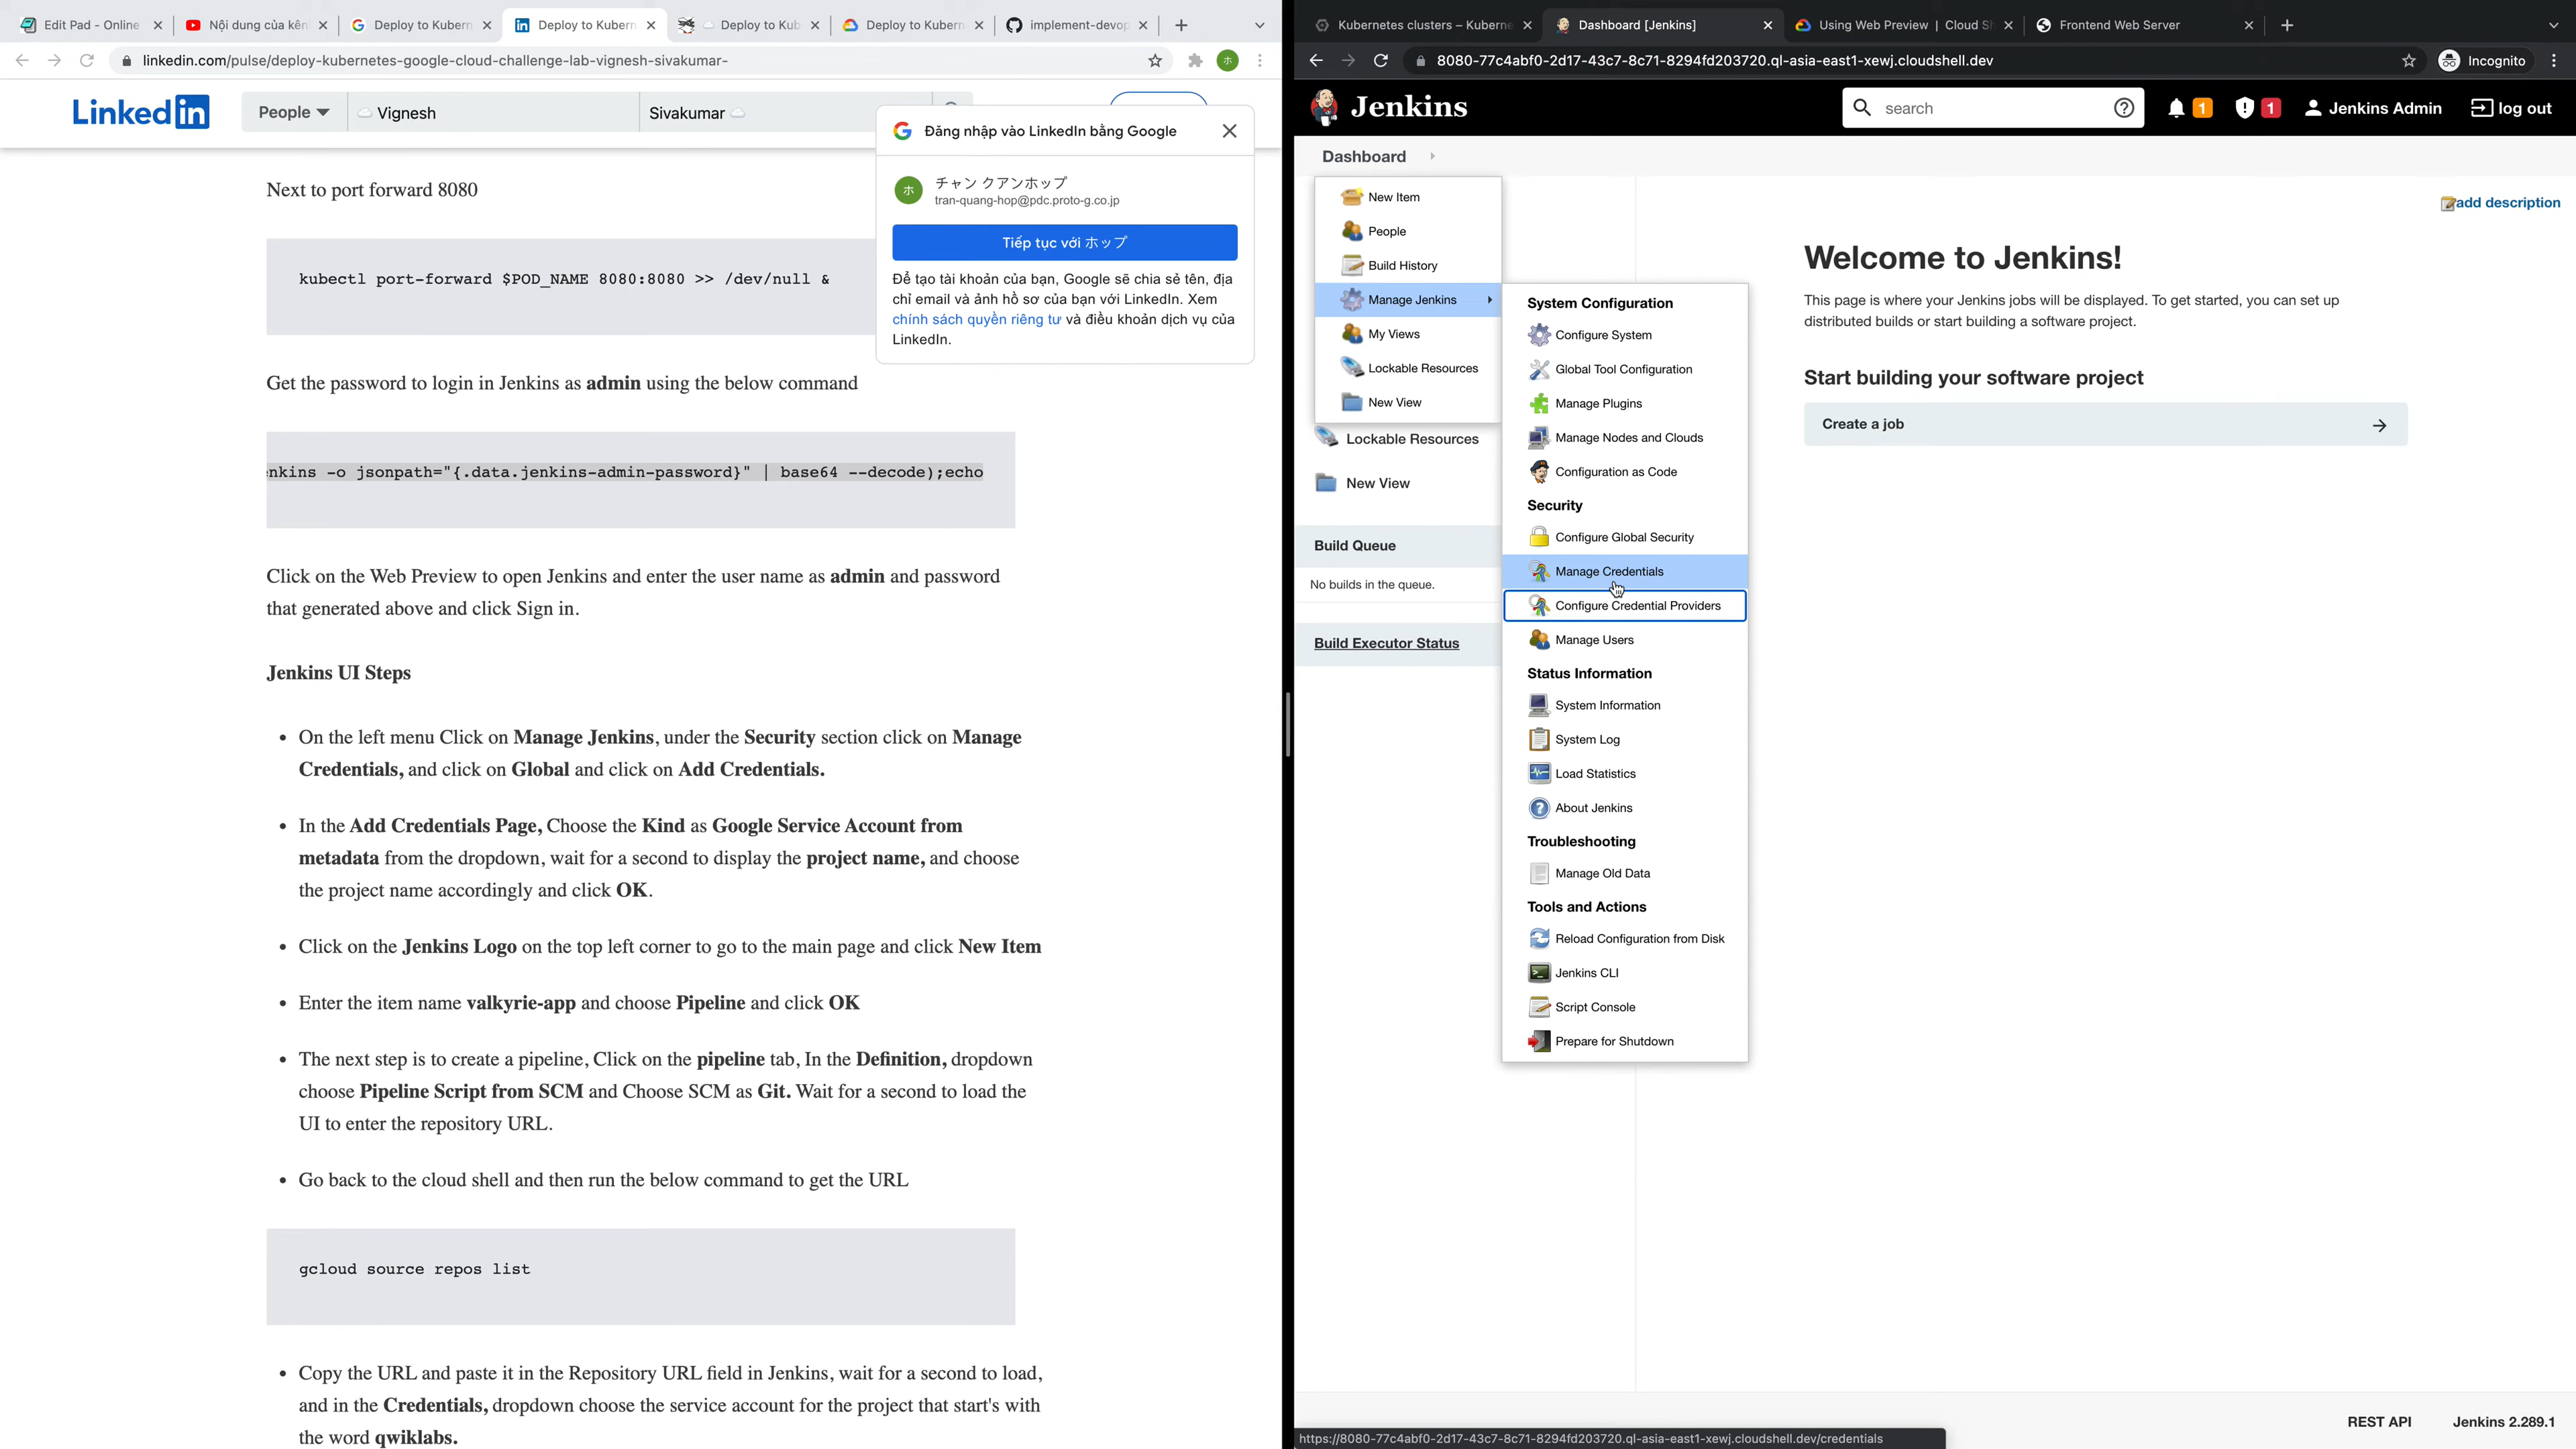 Edit Pad - Online
Nội dung của kên
Deploy to Kubern
Deploy to Kubern
Deploy to Kub
Deploy to Kubern
implement-devop
linkedin.com/pulse/deploy-kubernetes-google-cloud-challenge-lab-vignesh-sivakumar-
ホ
LinkedIn
People
Vignesh
Sivakumar
Đăng nhập vào LinkedIn bằng Google
ホ
チャン クアンホップ
tran-quang-hop@pdc.proto-g.co.jp
Tiếp tục với ホップ
Để tạo tài khoản của bạn, Google sẽ chia sẻ tên, địa
chỉ email và ảnh hồ sơ của bạn với LinkedIn. Xem
chính sách quyền riêng tư và điều khoản dịch vụ của
LinkedIn.
Next to port forward 8080
kubectl port-forward $POD_NAME 8080:8080 >> /dev/null &
Get the password to login in Jenkins as admin using the below command
enkins -o jsonpath="{.data.jenkins-admin-password}" | base64 --decode);echo
Click on the Web Preview to open Jenkins and enter the user name as admin and password
that generated above and click Sign in.
Jenkins UI Steps
• On the left menu Click on Manage Jenkins, under the Security section click on Manage
Credentials, and click on Global and click on Add Credentials.
• In the Add Credentials Page, Choose the Kind as Google Service Account from
metadata from the dropdown, wait for a second to display the project name, and choose
the project name accordingly and click OK.
• Click on the Jenkins Logo on the top left corner to go to the main page and click New Item
• Enter the item name valkyrie-app and choose Pipeline and click OK
• The next step is to create a pipeline, Click on the pipeline tab, In the Definition, dropdown
choose Pipeline Script from SCM and Choose SCM as Git. Wait for a second to load the
UI to enter the repository URL.
• Go back to the cloud shell and then run the below command to get the URL
gcloud source repos list
• Copy the URL and paste it in the Repository URL field in Jenkins, wait for a second to load,
and in the Credentials, dropdown choose the service account for the project that start's with
the word qwiklabs.
Kubernetes clusters – Kuberne
Dashboard [Jenkins]
Using Web Preview | Cloud Sh
Frontend Web Server
8080-77c4abf0-2d17-43c7-8c71-8294fd203720.ql-asia-east1-xewj.cloudshell.dev
Incognito
Jenkins
search
1
1
Jenkins Admin
log out
Dashboard
New Item
People
Build History
Manage Jenkins
My Views
Lockable Resources
New View
Lockable Resources
New View
Build Queue
No builds in the queue.
Build Executor Status
System Configuration
Configure System
Global Tool Configuration
Manage Plugins
Manage Nodes and Clouds
Configuration as Code
Security
Configure Global Security
Manage Credentials
Configure Credential Providers
Manage Users
Status Information
System Information
System Log
Load Statistics
About Jenkins
Troubleshooting
Manage Old Data
Tools and Actions
Reload Configuration from Disk
Jenkins CLI
Script Console
Prepare for Shutdown
add description
Welcome to Jenkins!
This page is where your Jenkins jobs will be displayed. To get started, you can set up
distributed builds or start building a software project.
Start building your software project
Create a job
REST API
Jenkins 2.289.1
https://8080-77c4abf0-2d17-43c7-8c71-8294fd203720.ql-asia-east1-xewj.cloudshell.dev/credentials